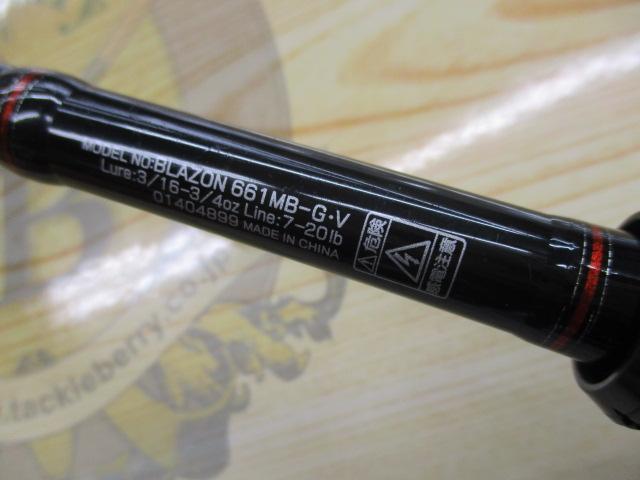 MODEL NO:BLAZON 661MB-G・V
Lure:3/16-3/4oz Line:7-20lb
01404899 MADE IN CHINA
危険
感電注意
www.tackleberry.co.jp